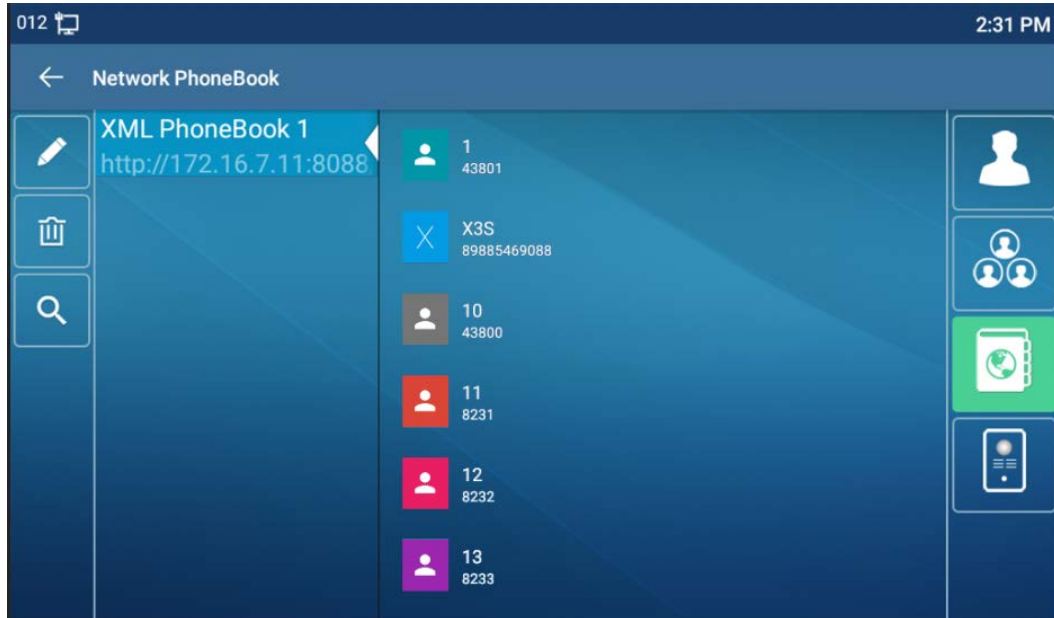 012
2:31 PM
Network PhoneBook
XML PhoneBook 1
http://172.16.7.11:8088
1
43801
X
X3S
89885469088
10
43800
11
8231
12
8232
13
8233